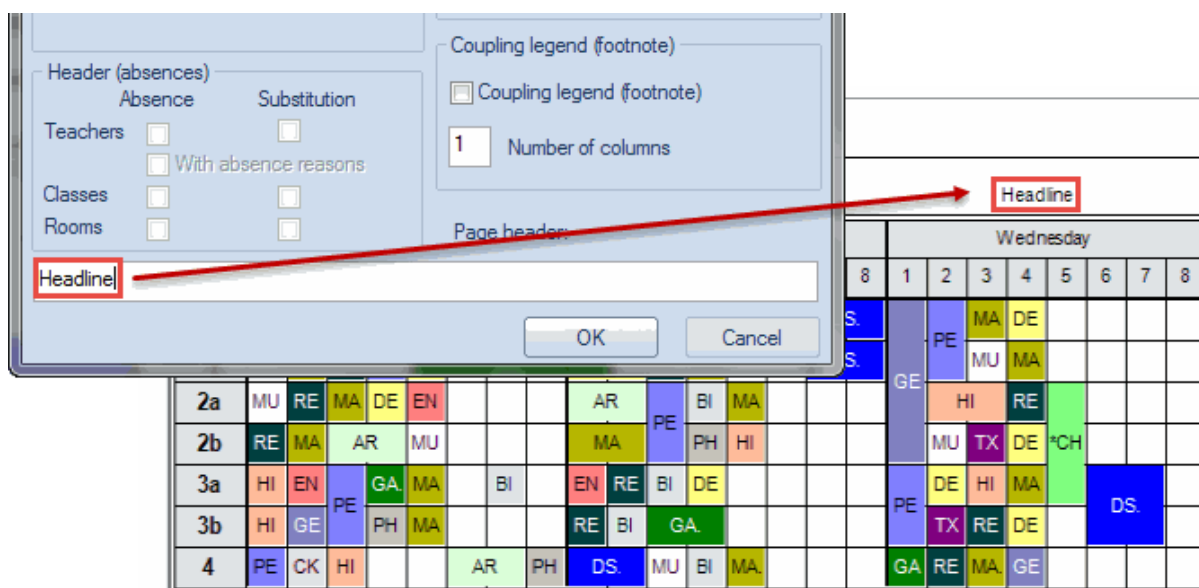 Coupling legend (footnote)
Header (absences)
Absence Substitution
Coupling legend (footnote)
Teachers
1 Number of columns
With absence reasons
Classes
Headline
Rooms
Page header:
Wednesday
Headline
8 1 2 3 4 5 6 7 8
OK Cancel
S. GE PE MA DE
S. MU MA
2a MU RE MA DE EN AR PE BI MA HI RE *CH
2b RE MA AR MU MA PH HI MU TX DE
3a HI EN PE GA. MA BI EN RE BI DE PE DE HI MA DS.
3b HI GE PH MA RE BI GA. TX RE DE
4 PE CK HI AR PH DS. MU BI MA. GA RE MA. GE